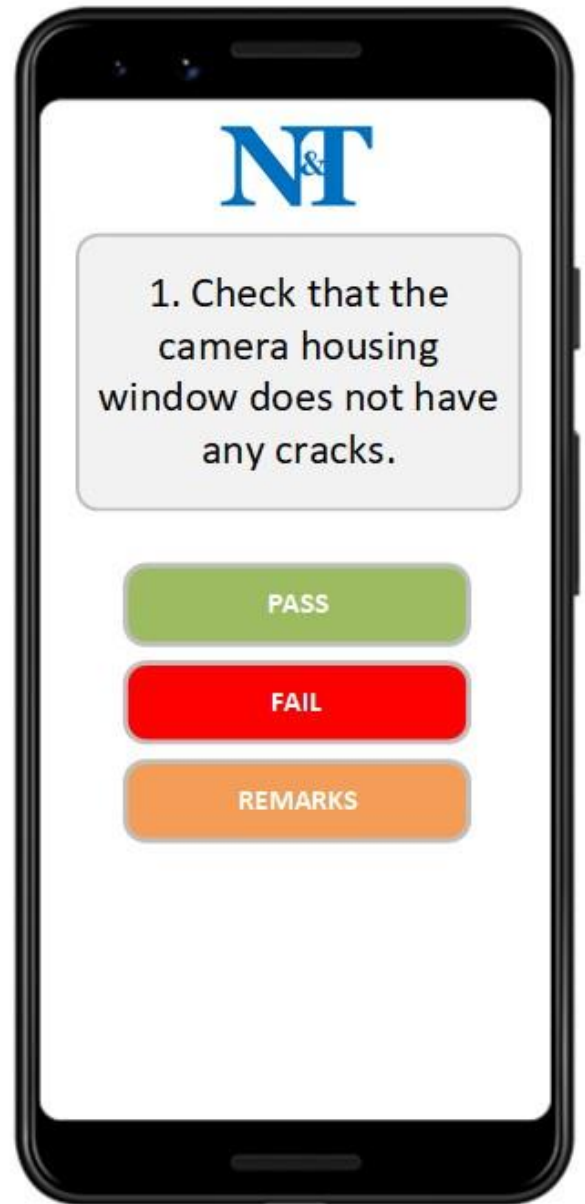 N&T
1. Check that the
camera housing
window does not have
any cracks.
PASS
FAIL
REMARKS